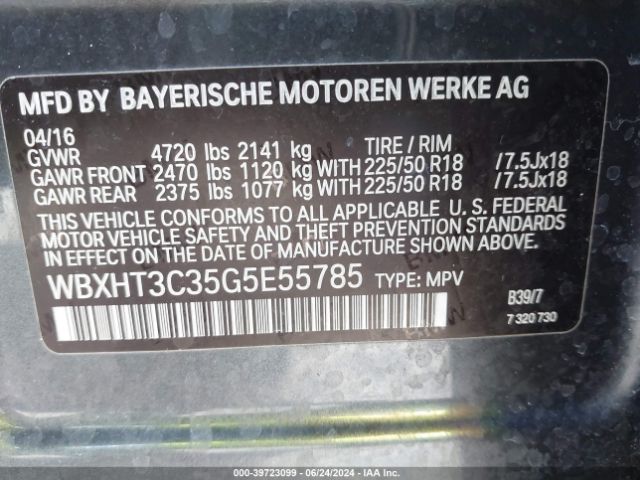 MFD BY BAYERISCHE MOTOREN WERKE AG
04/16
GVWR 4720 lbs 2141 kg TIRE / RIM
GAWR FRONT 2470 lbs 1120 kg WITH 225/50 R18 /7.5Jx18
GAWR REAR 2375 lbs 1077 kg WITH 225/50 R18 /7.5Jx18
THIS VEHICLE CONFORMS TO ALL APPLICABLE U. S. FEDERAL
MOTOR VEHICLE SAFETY AND THEFT PREVENTION STANDARDS
IN EFFECT ON THE DATE OF MANUFACTURE SHOWN ABOVE.
WBXHT3C35G5E55785 TYPE: MPV
B39/7
7 320 730
000-39723099 - 06/24/2024 - IAA Inc.